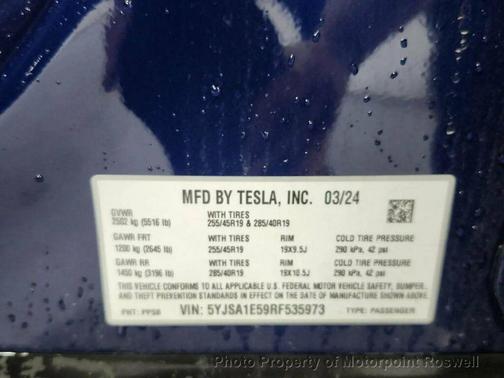 MFD BY TESLA, INC. 03/24
GVWR WITH TIRES
2502 kg (5516 lb) 255/45R19 & 285/40R19
GAWR FRT WITH TIRES RIM COLD TIRE PRESSURE
1200 kg (2645 lb) 255/45R19 19X9.5J 290 kPa, 42 psi
GAWR RR WITH TIRES RIM COLD TIRE PRESSURE
1450 kg (3196 lb) 285/40R19 19X10.5J 290 kPa, 42 psi
THIS VEHICLE CONFORMS TO ALL APPLICABLE U.S. FEDERAL MOTOR VEHICLE SAFETY, BUMPER,
AND THEFT PREVENTION STANDARDS IN EFFECT ON THE DATE OF MANUFACTURE SHOWN ABOVE.
PNT: PPSB VIN: 5YJSA1E59RF535973 TYPE: PASSENGER
Photo Property of Motorpoint Roswell